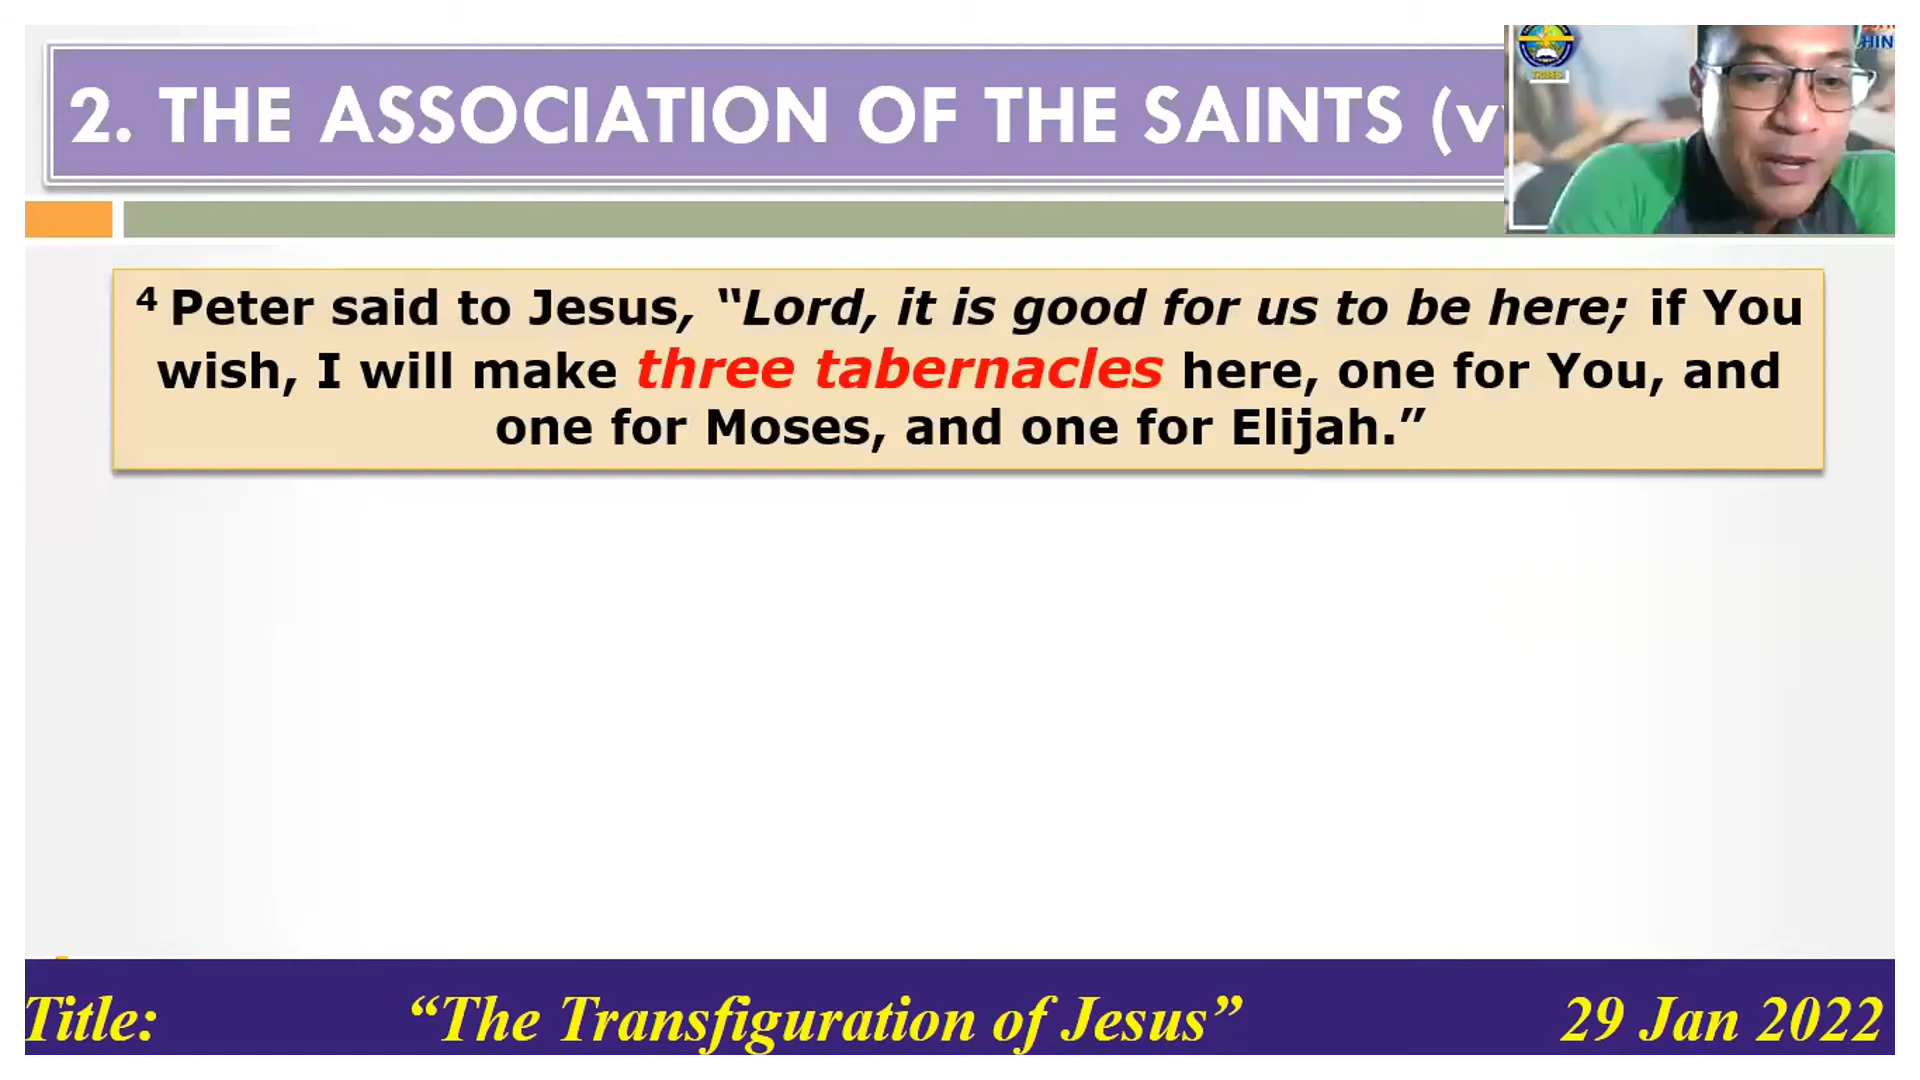 2. THE ASSOCIATION OF THE SAINTS (v
HIN
TRIBES
4 Peter said to Jesus, “Lord, it is good for us to be here; if You
wish, I will make three tabernacles here, one for You, and
one for Moses, and one for Elijah.”
Title: “The Transfiguration of Jesus” 29 Jan 2022